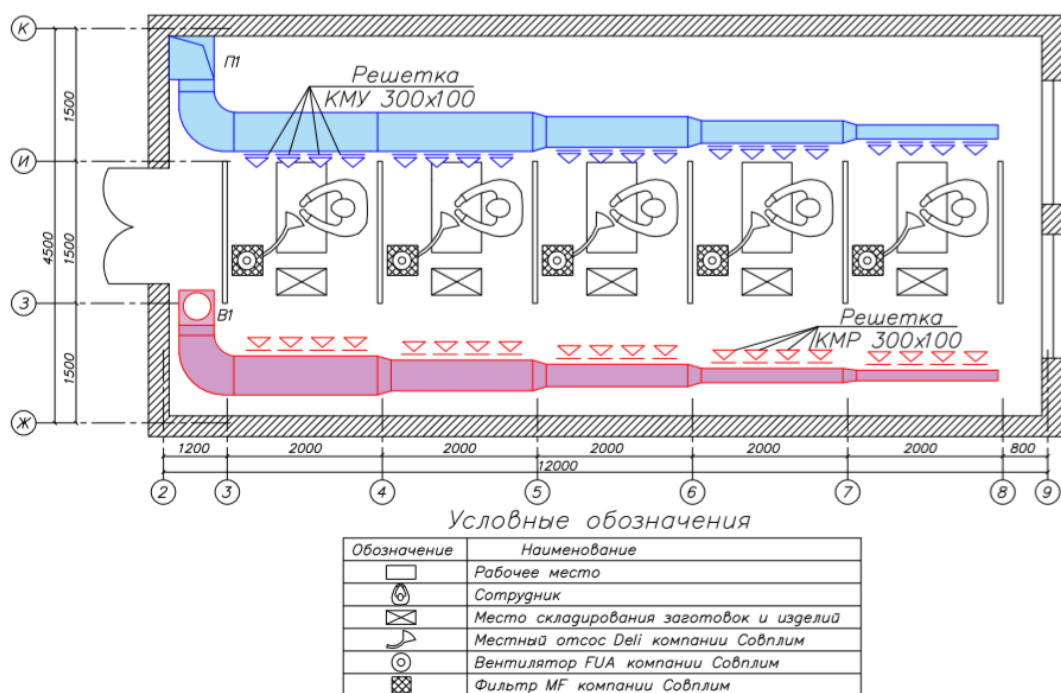 К
П1
Решетка
КМУ 300х100
1500
И
4500
1500
З
В1
Решетка
КМР 300х100
1500
Ж
1200
2000
2000
2000
2000
2000
800
12000
2
3
4
5
6
7
8
9
Условные обозначения
Обозначение
Наименование
Рабочее место
Сотрудник
Место складирования заготовок и изделий
Местный отсос Deli компании Совплим
Вентилятор FUA компании Совплим
Фильтр MF компании Совплим